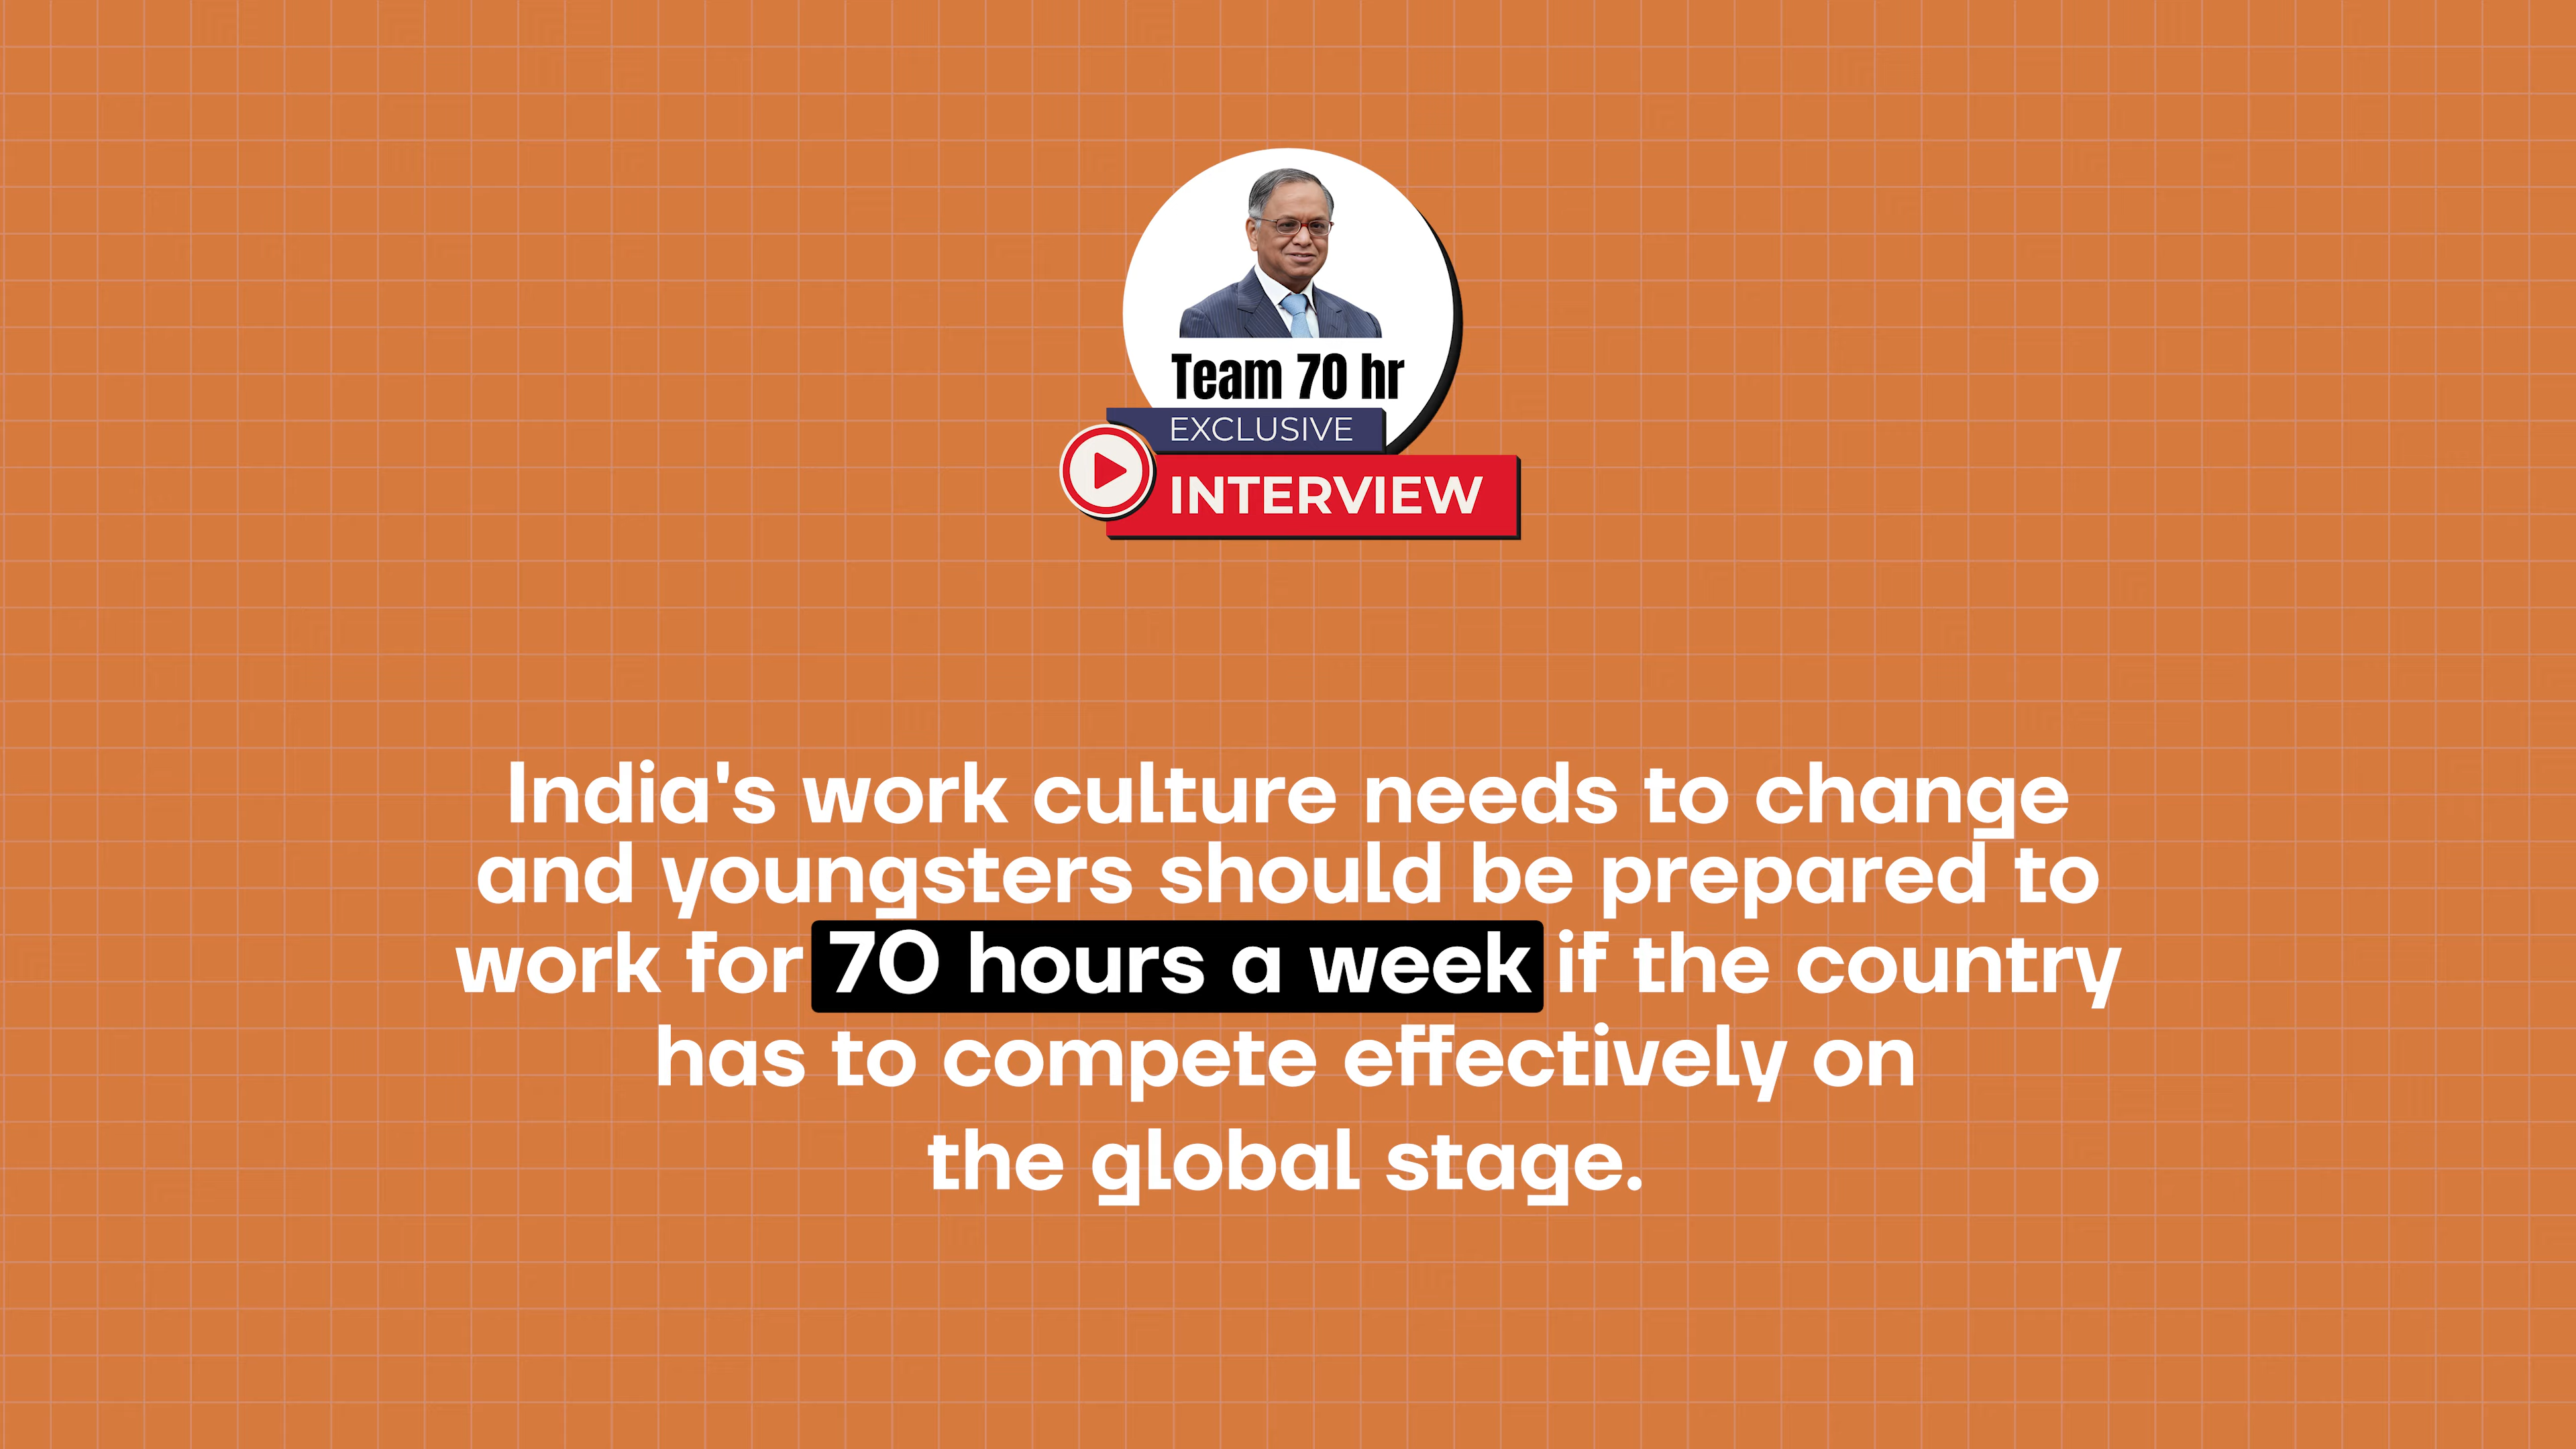 Team 70 hr
EXCLUSIVE
INTERVIEW
India's work culture needs to change
and youngsters should be prepared to
work for 70 hours a week if the country
has to compete effectively on
the global stage.